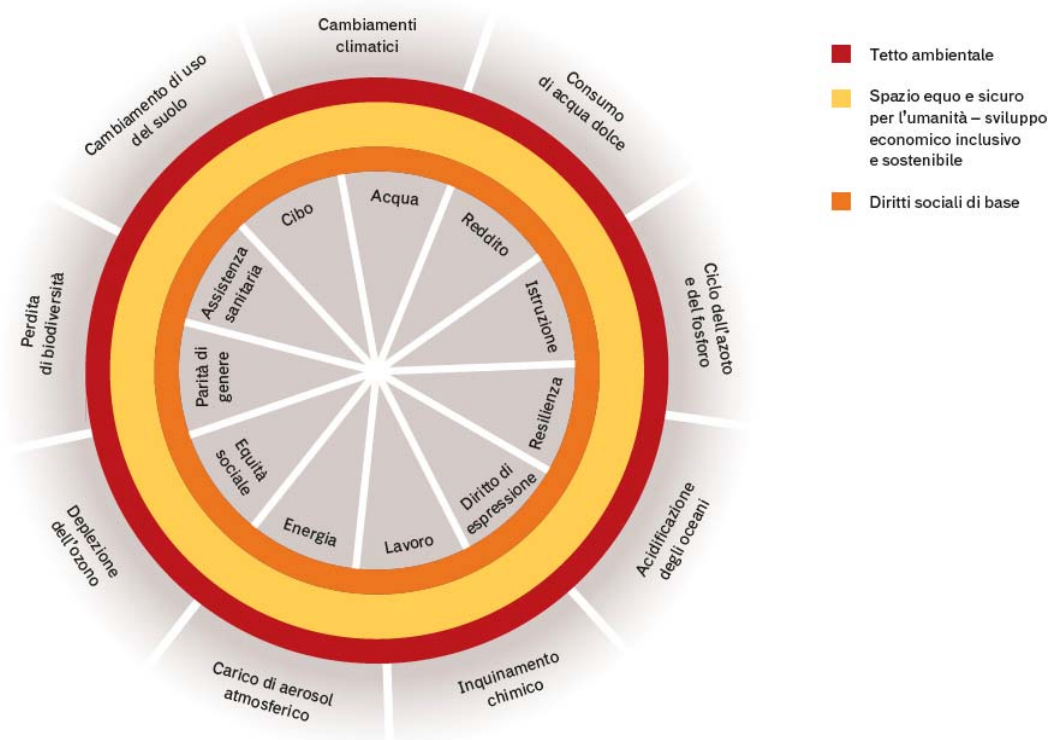 Cambiamenti
climatici
Consumo
di acqua dolce
Ciclo dell’azoto
e del fosforo
Acidificazione
degli oceani
Inquinamento
chimico
Carico di aerosol
atmosferico
Deplezione
dell’ozono
Perdita
di biodiversità
Cambiamento di uso
del suolo
Acqua
Reddito
Istruzione
Resilienza
Diritto di
espressione
Lavoro
Energia
Equità
sociale
Parità di
genere
Assistenza
sanitaria
Cibo
Tetto ambientale
Spazio equo e sicuro
per l’umanità – sviluppo
economico inclusivo
e sostenibile
Diritti sociali di base